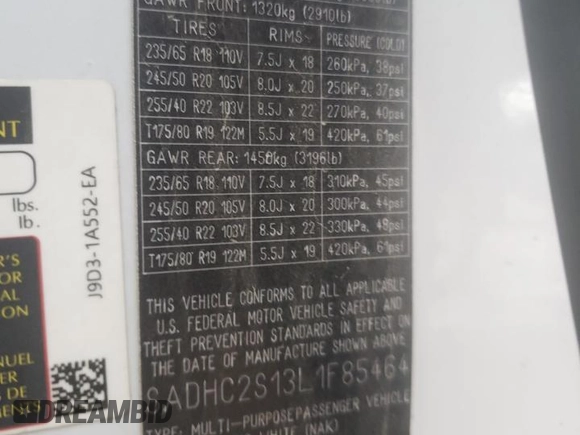 GAWR FRONT: 1320kg (2910lb)
TIRES RIMS PRESSURE (COLD)
235/65 R18 110V 7.5J x 18 260kPa, 38psi
245/50 R20 105V 8.0J x 20 250kPa, 37psi
255/40 R22 103V 8.5J x 22 270kPa, 40psi
T175/80 R19 122M 5.5J x 19 420kPa, 61psi
GAWR REAR: 1450kg (3196lb)
235/65 R18 110V 7.5J x 18 310kPa, 45psi
245/50 R20 105V 8.0J x 20 300kPa, 44psi
255/40 R22 103V 8.5J x 22 330kPa, 48psi
T175/80 R19 122M 5.5J x 19 420kPa, 61psi
THIS VEHICLE CONFORMS TO ALL APPLICABLE
U.S. FEDERAL MOTOR VEHICLE SAFETY AND
THEFT PREVENTION STANDARDS IN EFFECT ON
THE DATE OF MANUFACTURE SHOWN ABOVE
SADHC2S13L1F85464
TYPE: MULTI-PURPOSE PASSENGER VEHICLE
WHITE (NAK)
lbs.
lb.
J9D3-1A552-EA
DREAMBID